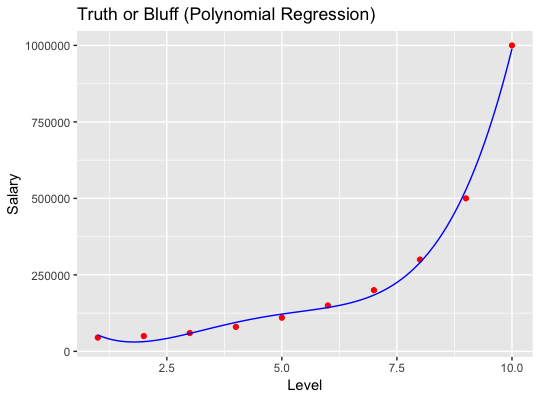 Truth or Bluff (Polynomial Regression)
1000000
750000
500000
250000
0
Salary
2.5 5.0 7.5 10.0
Level